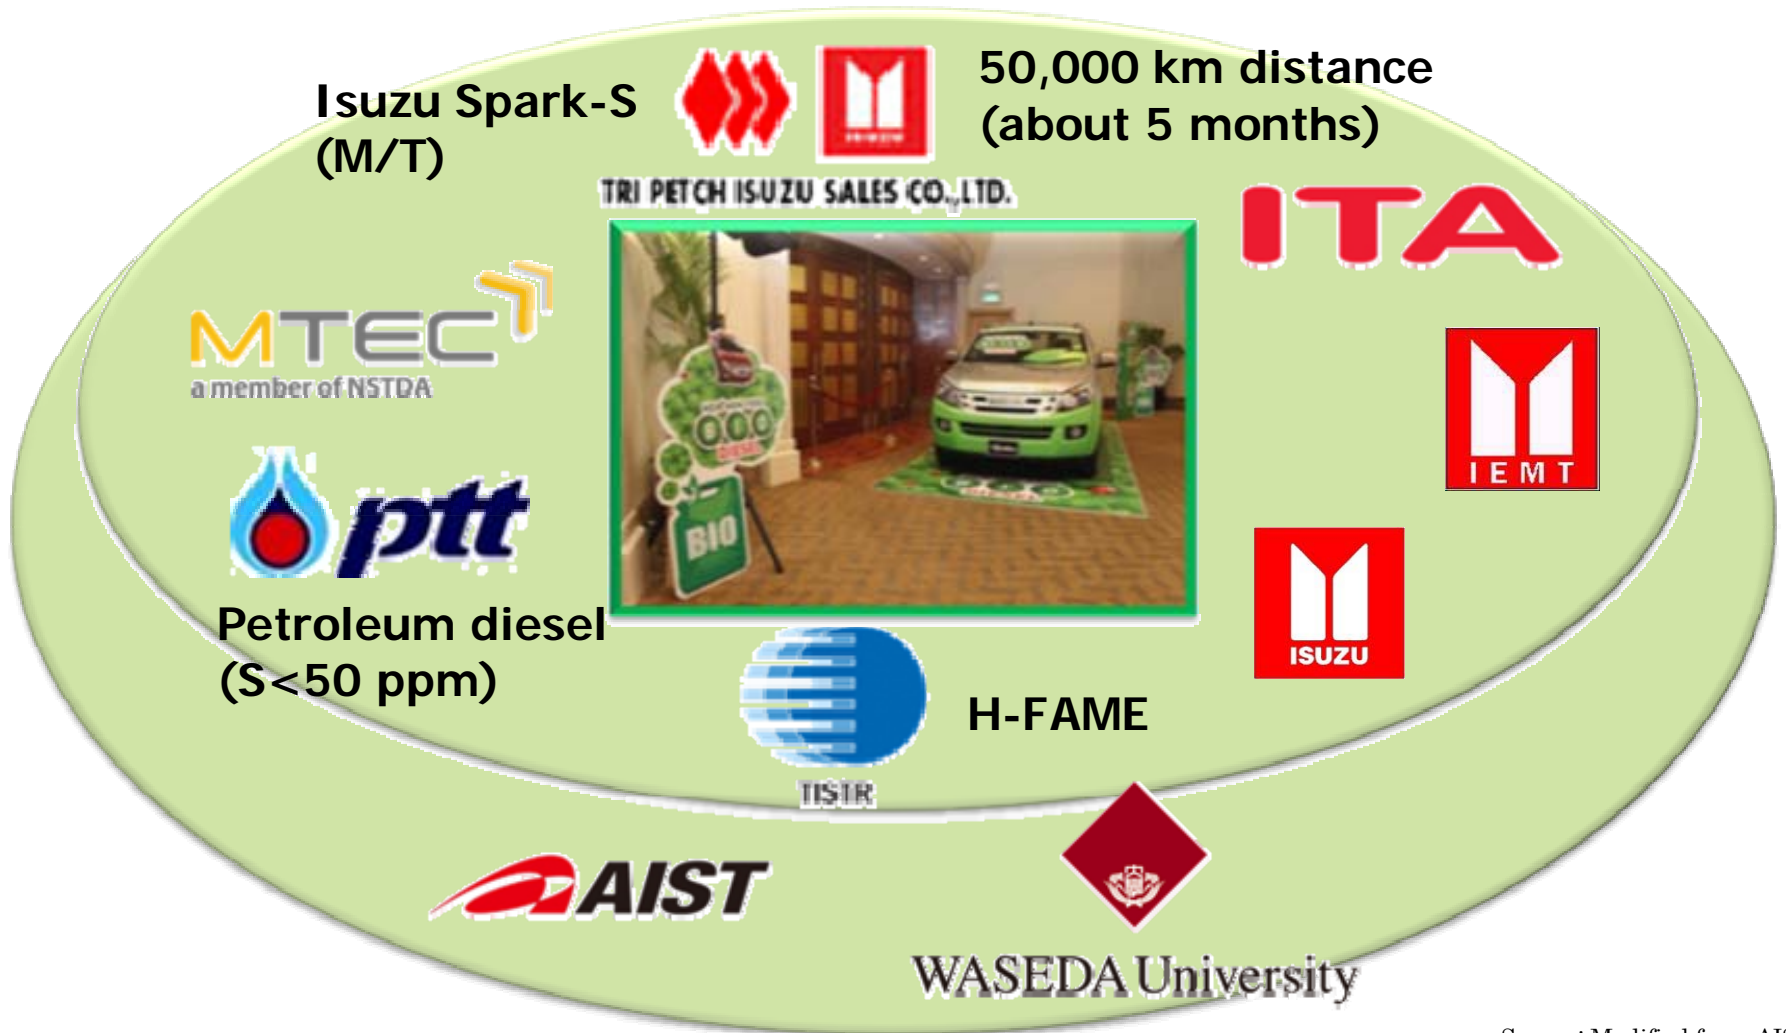 Isuzu Spark-S
(M/T)
TRI PETCH ISUZU SALES CO.,LTD.
50,000 km distance
(about 5 months)
ITA
MTEC
a member of NSTDA
IEMT
ptt
DIESEL
BIO
ISUZU
Petroleum diesel
(S<50 ppm)
H-FAME
TISTR
AIST
WASEDA University